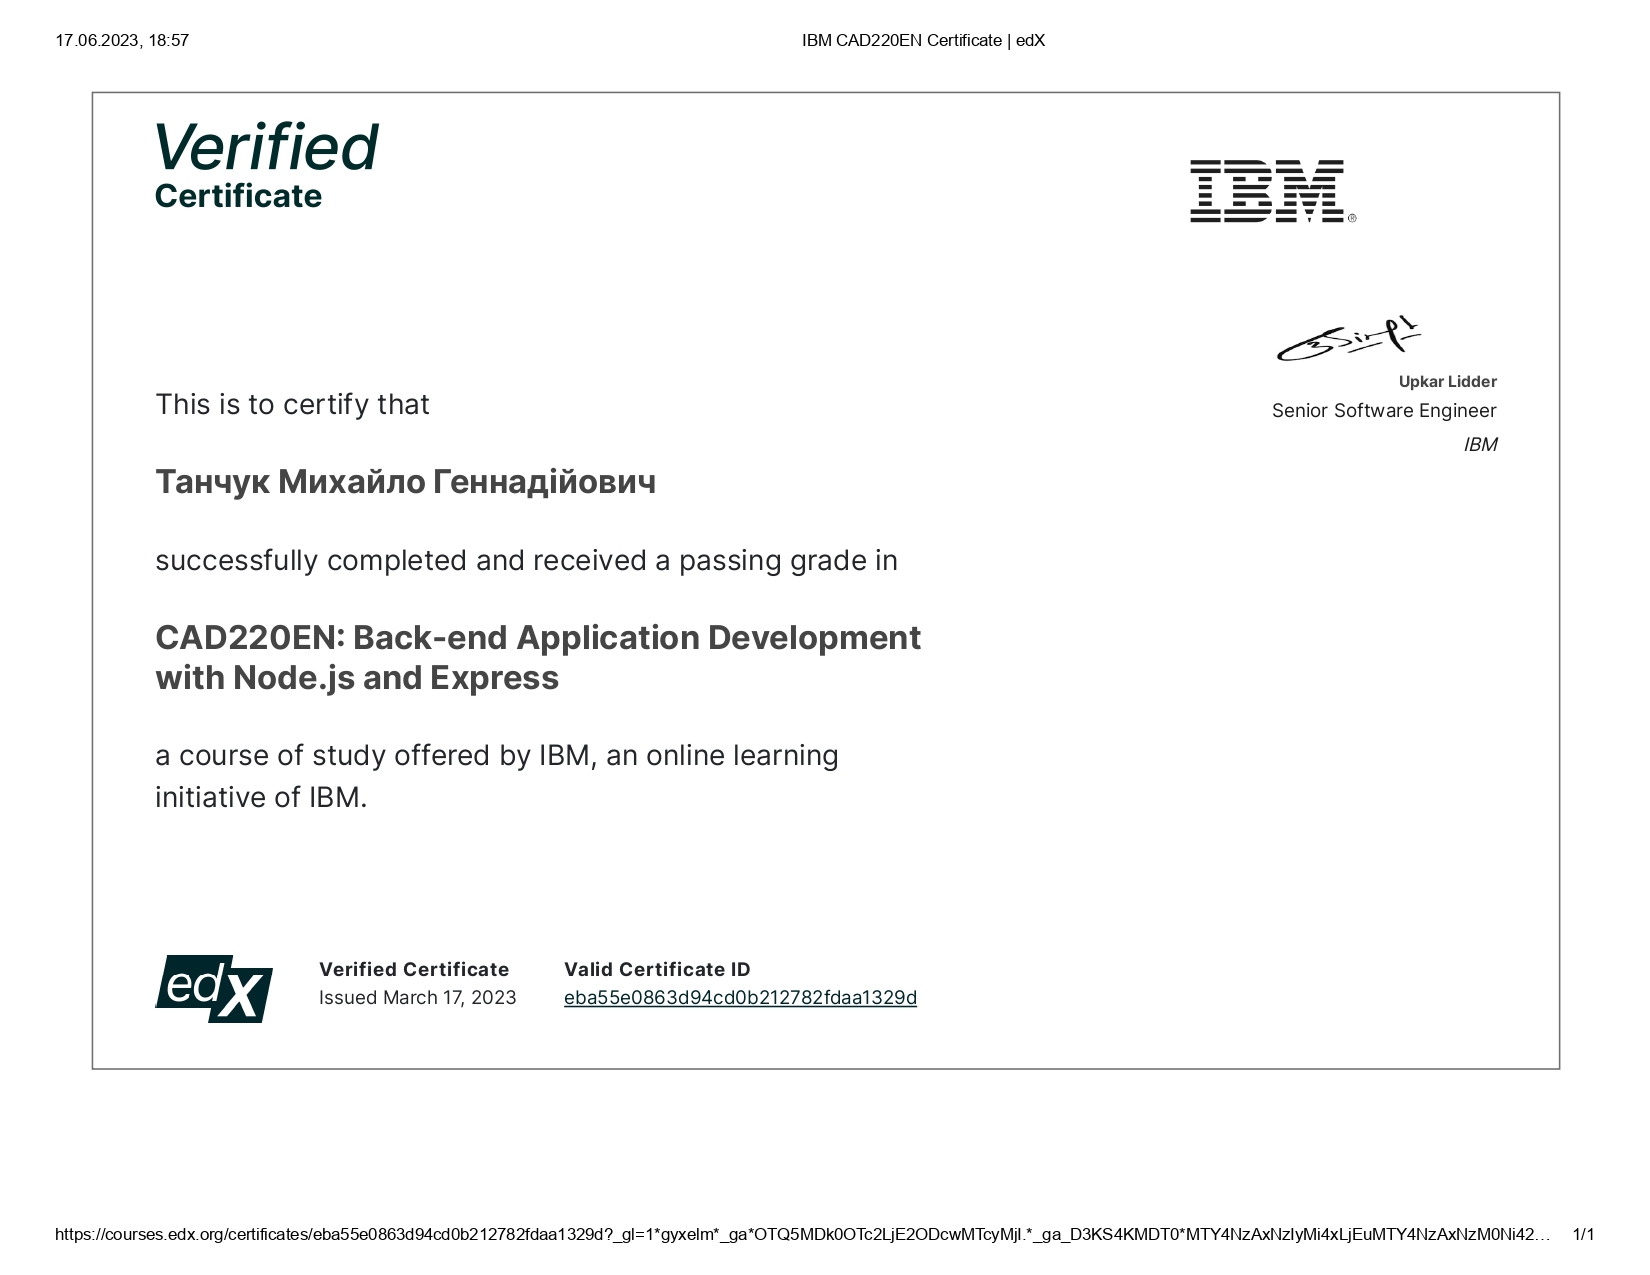 17.06.2023, 18:57
IBM CAD220EN Certificate | edX
Verified
Certificate
IBM®
Upkar Lidder
Senior Software Engineer
IBM
This is to certify that
Танчук Михайло Геннадійович
successfully completed and received a passing grade in
CAD220EN: Back-end Application Development
with Node.js and Express
a course of study offered by IBM, an online learning
initiative of IBM.
edX
Verified Certificate
Issued March 17, 2023
Valid Certificate ID
eba55e0863d94cd0b212782fdaa1329d
https://courses.edx.org/certificates/eba55e0863d94cd0b212782fdaa1329d?_gl=1*gyxelm*_ga*OTQ5MDk0OTc2LjE2ODcwMTcyMjI.*_ga_D3KS4KMDT0*MTY4NzAxNzIyMi4xLjEuMTY4NzAxNzM0Ni42…
1/1